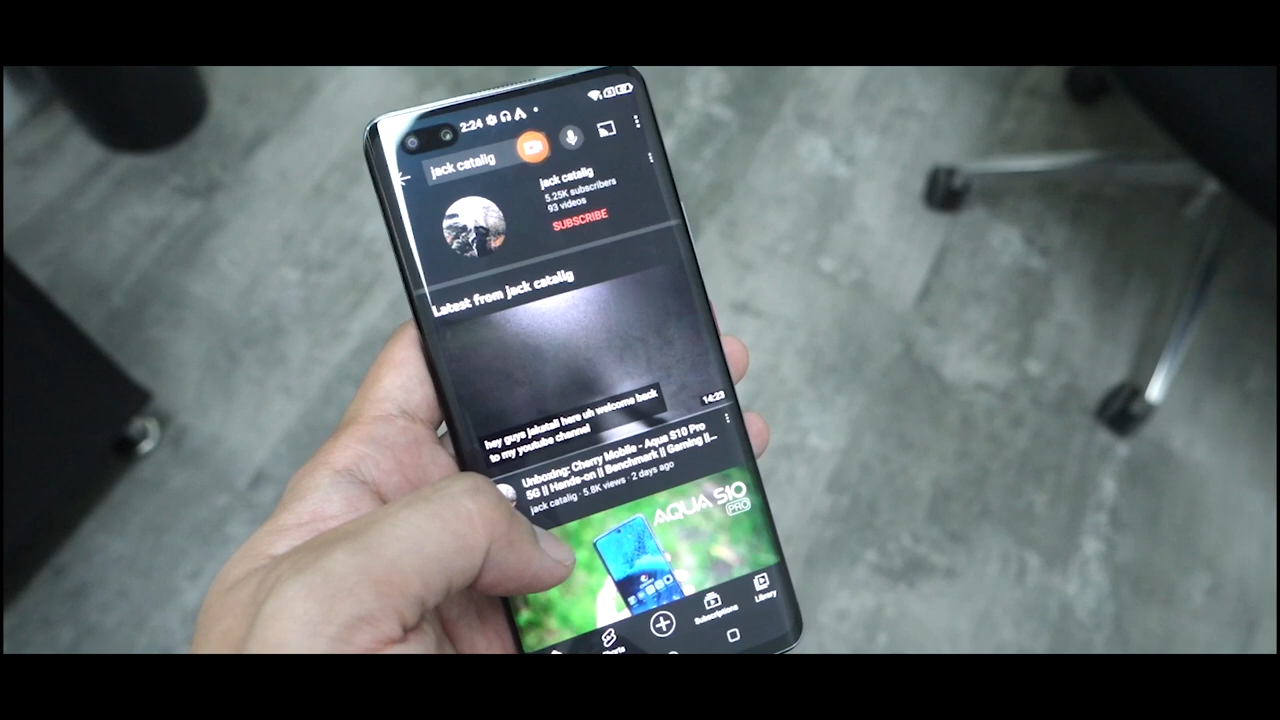 2:24
jack catalig
jack catalig
5.25K subscribers
93 videos
SUBSCRIBE
Latest from jack catalig
hey guys jakatali here uh welcome back
to my youtube channel
14:23
Unboxing: Cherry Mobile - Aqua S10 Pro
5G || Hands-on || Benchmark || Gaming ||...
jack catalig · 5.8K views · 2 days ago
AQUA S10
PRO
Shorts
Subscriptions
Library